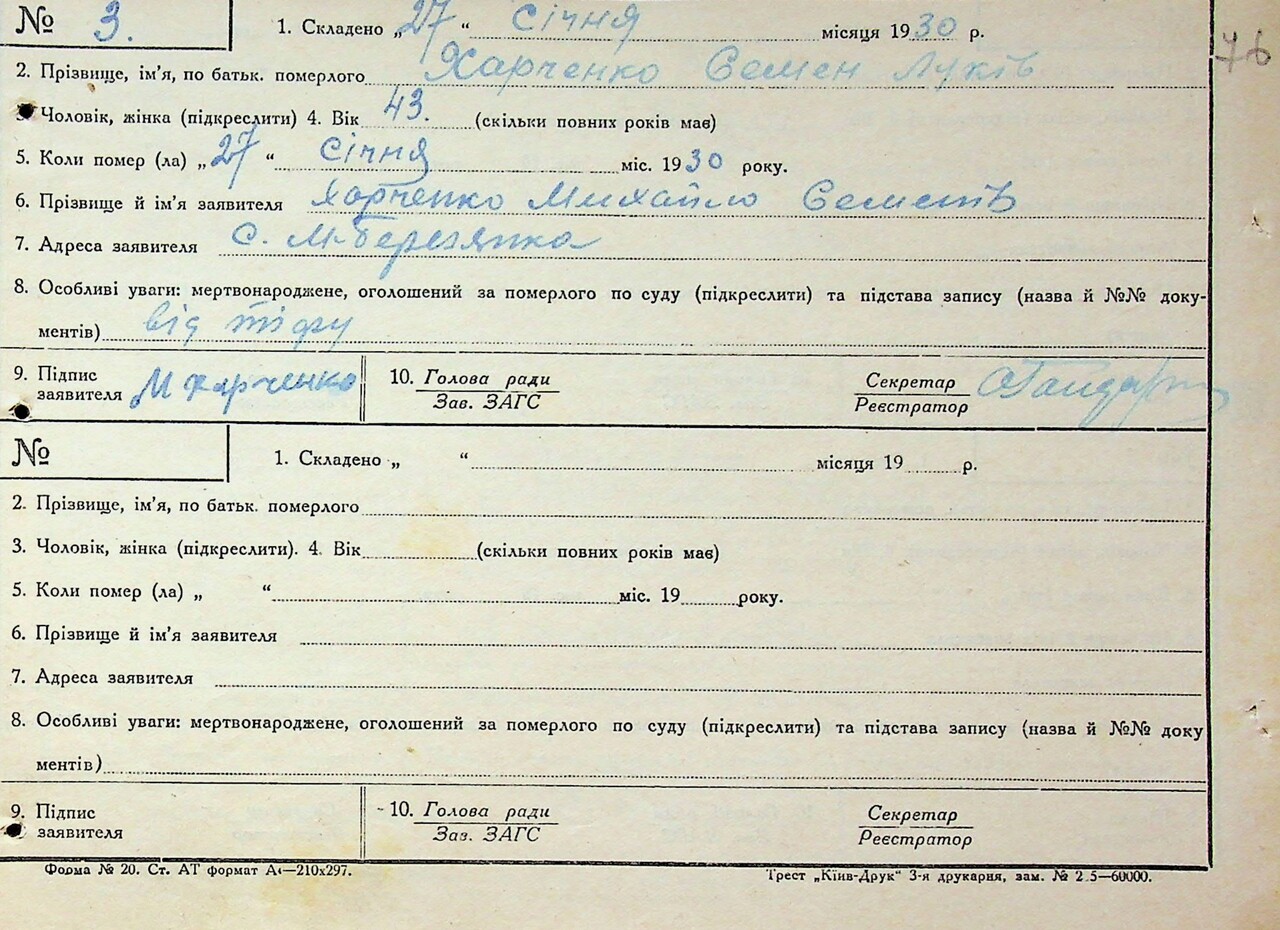 № 3. 1. Складено „27“ Січня місяця 1930 р.
76
2. Прізвище, ім’я, по батьк. померлого Харченко Семен Луків
Чоловік, жінка (підкреслити) 4. Вік 43. (скільки повних років має)
5. Коли помер (ла) „27“ Січня міс. 1930 року.
6. Прізвище й ім’я заявителя Харченко Михайло Семенів
7. Адреса заявителя С. М-Березянка
8. Особливі уваги: мертвонароджене, оголошений за померлого по суду (підкреслити) та підстава запису (назва й №№ доку-
ментів) від тіфу
9. Підпис заявителя М Харченко 10. Голова ради Зав. ЗАГС Секретар Реєстратор
№ 1. Складено „ “ місяця 19 р.
2. Прізвище, ім’я, по батьк. померлого
3. Чоловік, жінка (підкреслити). 4. Вік (скільки повних років має)
5. Коли помер (ла) „ “ міс. 19 року.
6. Прізвище й ім’я заявителя
7. Адреса заявителя
8. Особливі уваги: мертвонароджене, оголошений за померлого по суду (підкреслити) та підстава запису (назва й №№ доку
ментів)
9. Підпис заявителя 10. Голова ради Зав. ЗАГС Секретар Реєстратор
Форма № 20. Ст. АТ формат А4—210х297.
Трест „Київ-Друк“ 3-я друкарня, зам. № 2 5—60000.